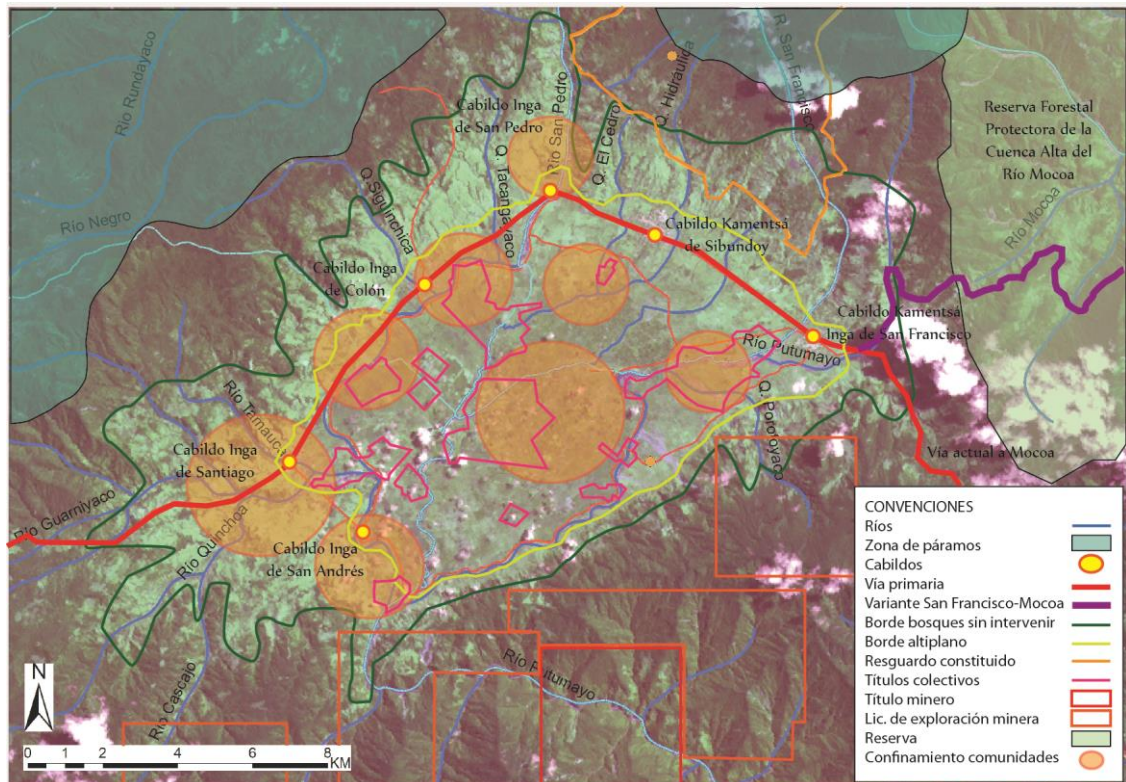 Río Rundayaco
Cabildo Inga
de San Pedro
Río San Pedro
Q. El Cedro
Q. Hidráulica
R. San Francisco
Reserva Forestal
Protectora de la
Cuenca Alta del
Río Mocoa
Río Mocoa
Río Negro
Q. Siguinchica
Q. Tacangayaco
Cabildo Kamentsá
de Sibundoy
Cabildo Inga
de Colón
Cabildo Kamentsá
Inga de San Francisco
Río Putumayo
Q. Porotoyaco
Río Tamauca
Cabildo Inga
de Santiago
Vía actual a Mocoa
Río Guarniyaco
Río Quinchoa
Cabildo Inga
de San Andrés
Río Putumayo
Río Cascajo
N
0 1 2 4 6 8
KM
CONVENCIONES
Ríos
Zona de páramos
Cabildos
Vía primaria
Variante San Francisco-Mocoa
Borde bosques sin intervenir
Borde altiplano
Resguardo constituido
Títulos colectivos
Título minero
Lic. de exploración minera
Reserva
Confinamiento comunidades